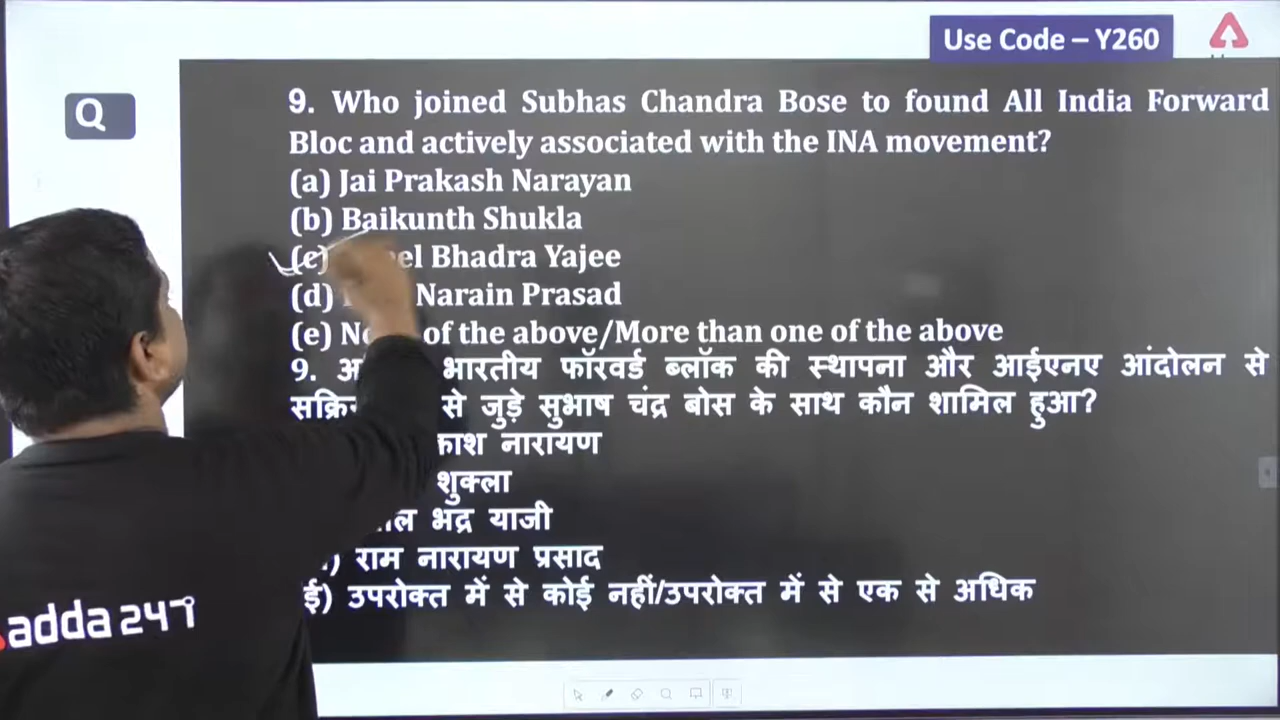 Use Code – Y260
Q
9. Who joined Subhas Chandra Bose to found All India Forward
Bloc and actively associated with the INA movement?
(a) Jai Prakash Narayan
(b) Baikunth Shukla
(c) Bhadra Yajee
(d) Narain Prasad
(e) of the above/More than one of the above
9. भारतीय फॉरवर्ड ब्लॉक की स्थापना और आईएनए आंदोलन से
से जुड़े सुभाष चंद्र बोस के साथ कौन शामिल हुआ?
नारायण
शुक्ला
भद्र याजी
राम नारायण प्रसाद
ई) उपरोक्त में से कोई नहीं/उपरोक्त में से एक से अधिक
adda 247